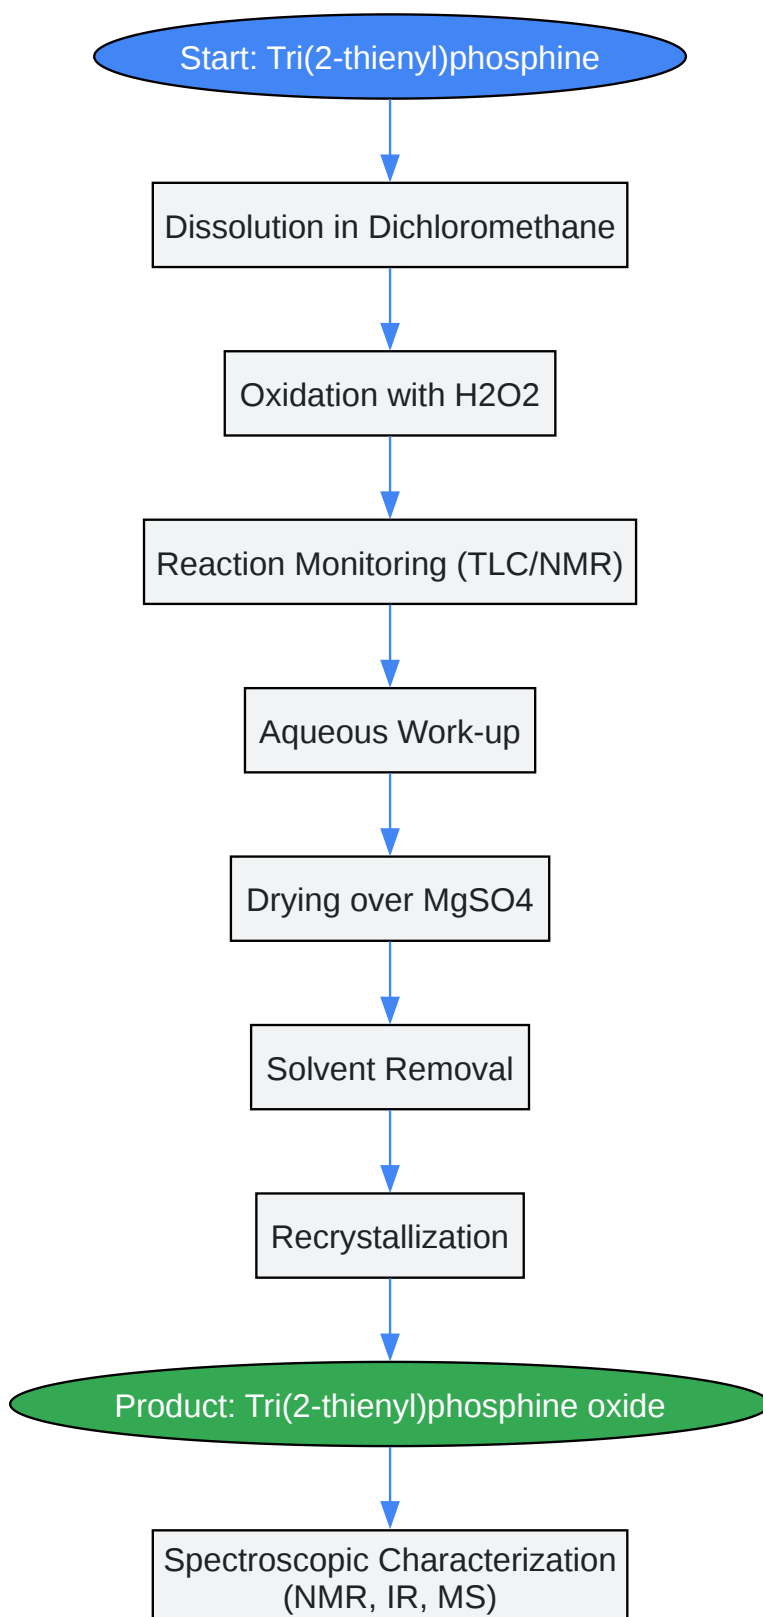 Start: Tri(2-thienyl)phosphine
Dissolution in Dichloromethane
Oxidation with H2O2
Reaction Monitoring (TLC/NMR)
Aqueous Work-up
Drying over MgSO4
Solvent Removal
Recrystallization
Product: Tri(2-thienyl)phosphine oxide
Spectroscopic Characterization
(NMR, IR, MS)